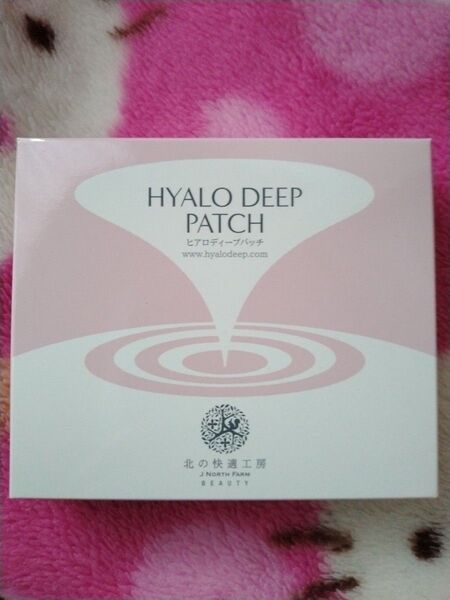 HYALO DEEP
PATCH
ヒアロディープパッチ
www.hyalodeep.com
北の快適工房
J NORTH FARM
BEAUTY